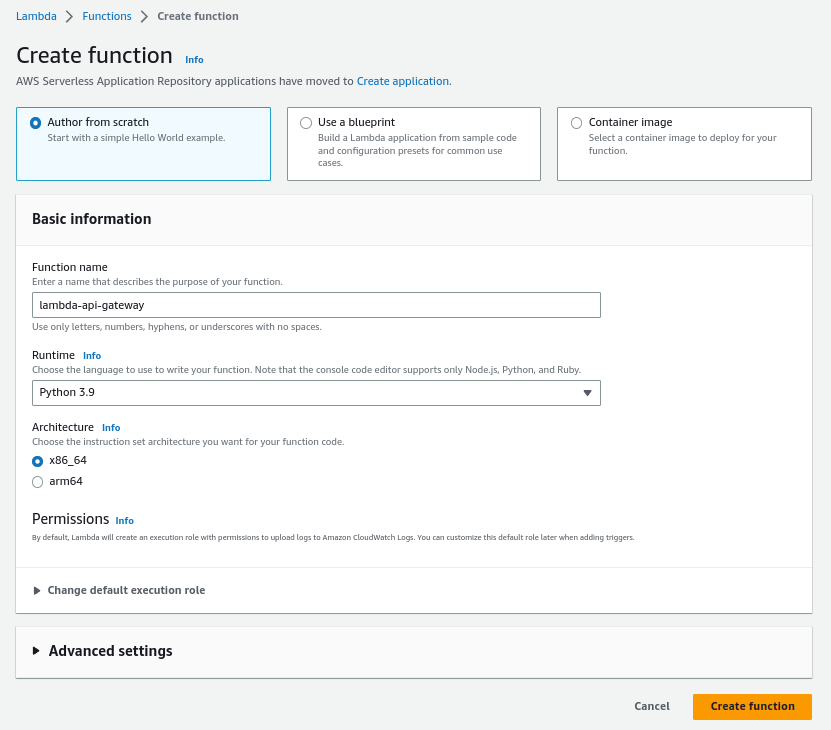 Lambda > Functions > Create function
Create function Info
AWS Serverless Application Repository applications have moved to Create application.
Author from scratch
Start with a simple Hello World example.
Use a blueprint
Build a Lambda application from sample code
and configuration presets for common use
cases.
Container image
Select a container image to deploy for your
function.
Basic information
Function name
Enter a name that describes the purpose of your function.
lambda-api-gateway
Use only letters, numbers, hyphens, or underscores with no spaces.
Runtime Info
Choose the language to use to write your function. Note that the console code editor supports only Node.js, Python, and Ruby.
Python 3.9
Architecture Info
Choose the instruction set architecture you want for your function code.
x86_64
arm64
Permissions Info
By default, Lambda will create an execution role with permissions to upload logs to Amazon CloudWatch Logs. You can customize this default role later when adding triggers.
Change default execution role
Advanced settings
Cancel Create function